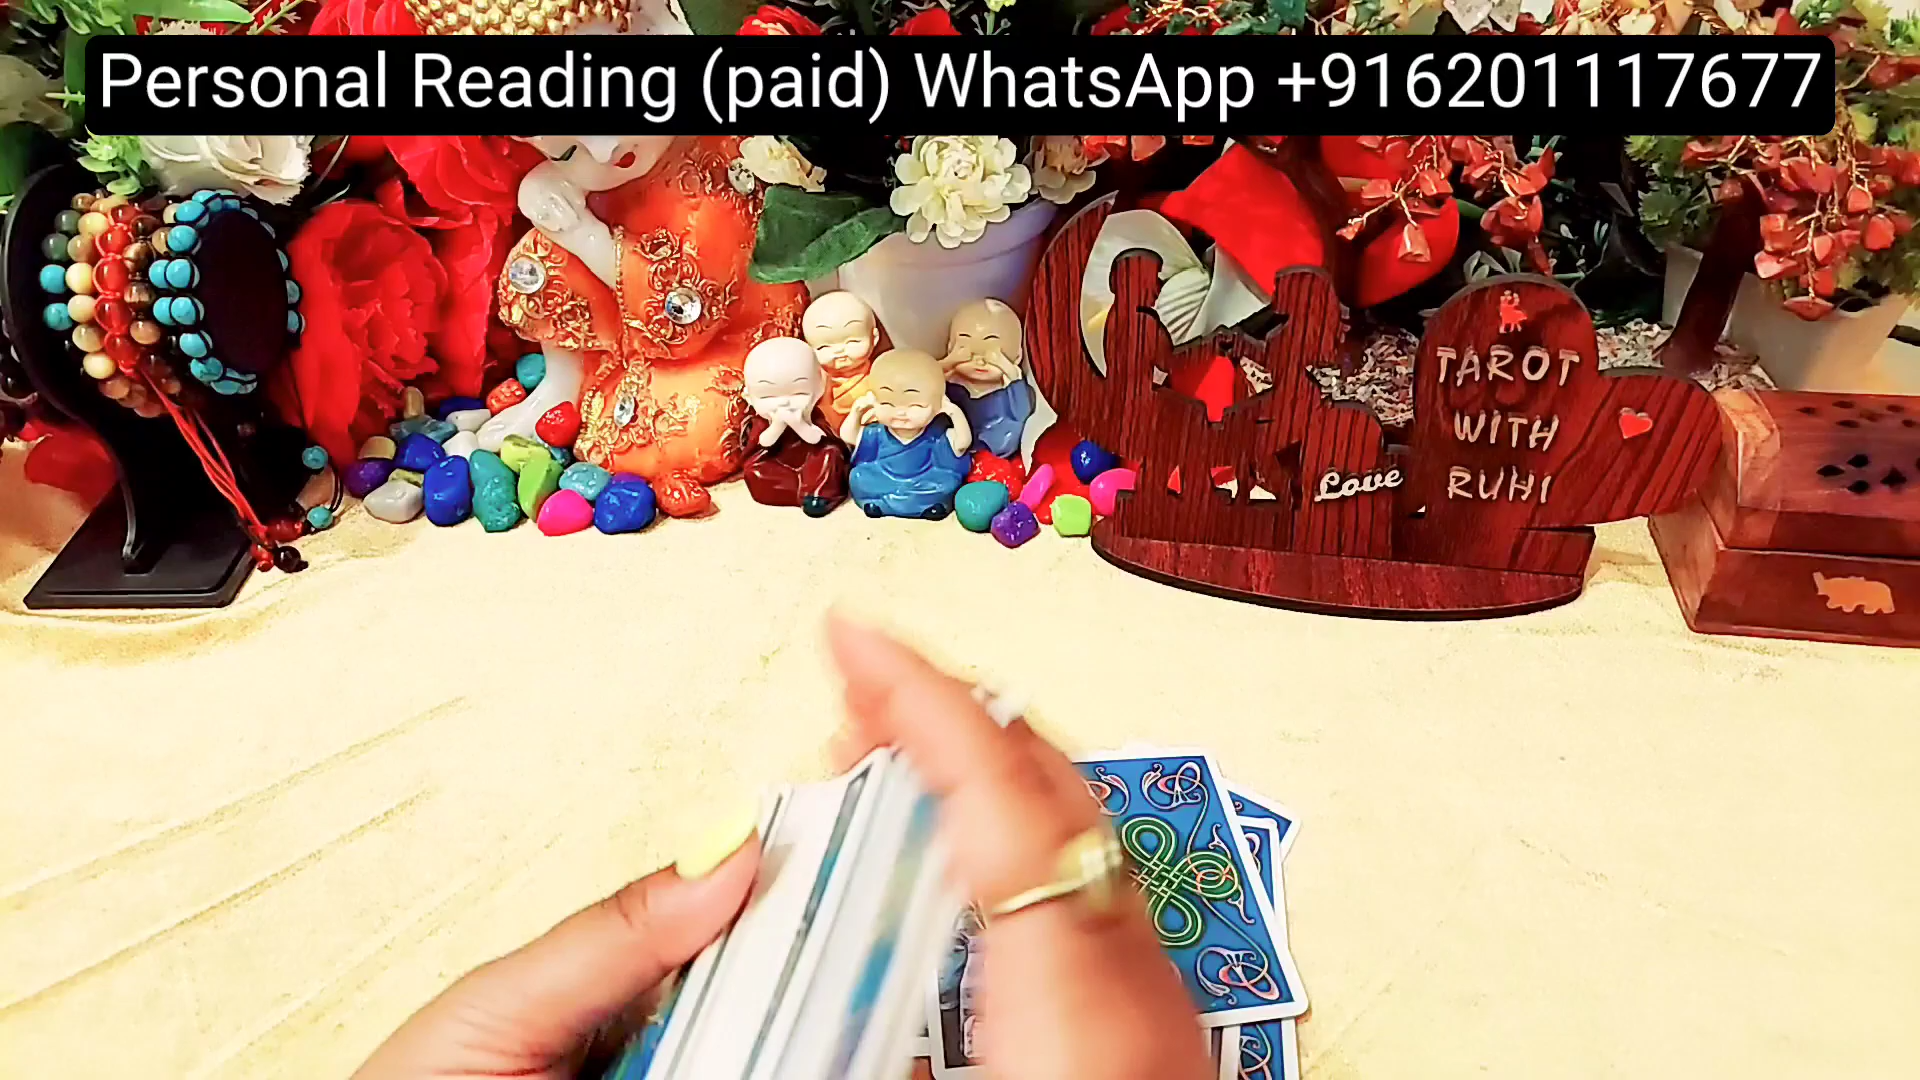 Personal Reading (paid) WhatsApp +916201117677
TAROT
WITH
RUHI
Love